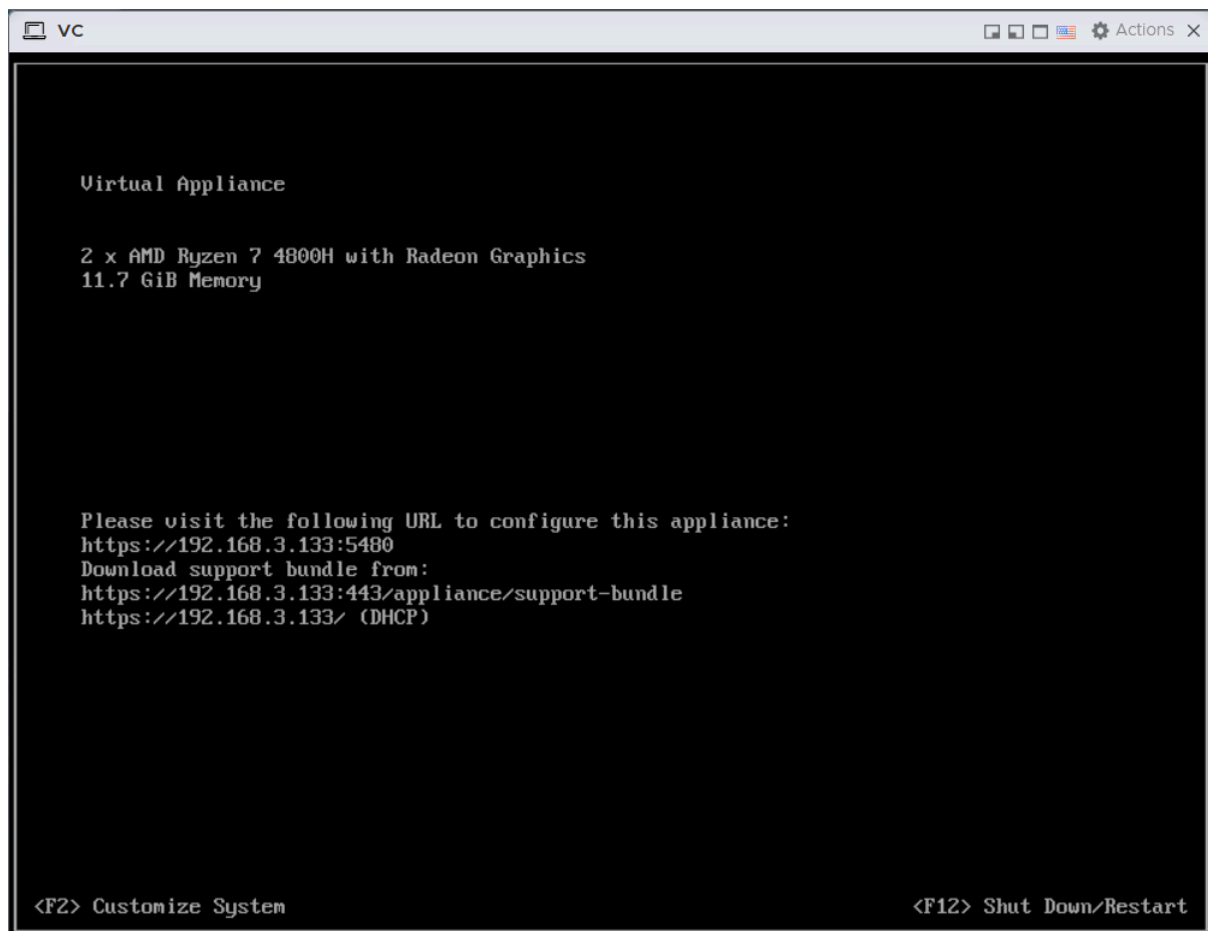 VC
Actions
Virtual Appliance
2 x AMD Ryzen 7 4800H with Radeon Graphics
11.7 GiB Memory
Please visit the following URL to configure this appliance:
https://192.168.3.133:5480
Download support bundle from:
https://192.168.3.133:443/appliance/support-bundle
https://192.168.3.133/ (DHCP)
<F2> Customize System
<F12> Shut Down/Restart